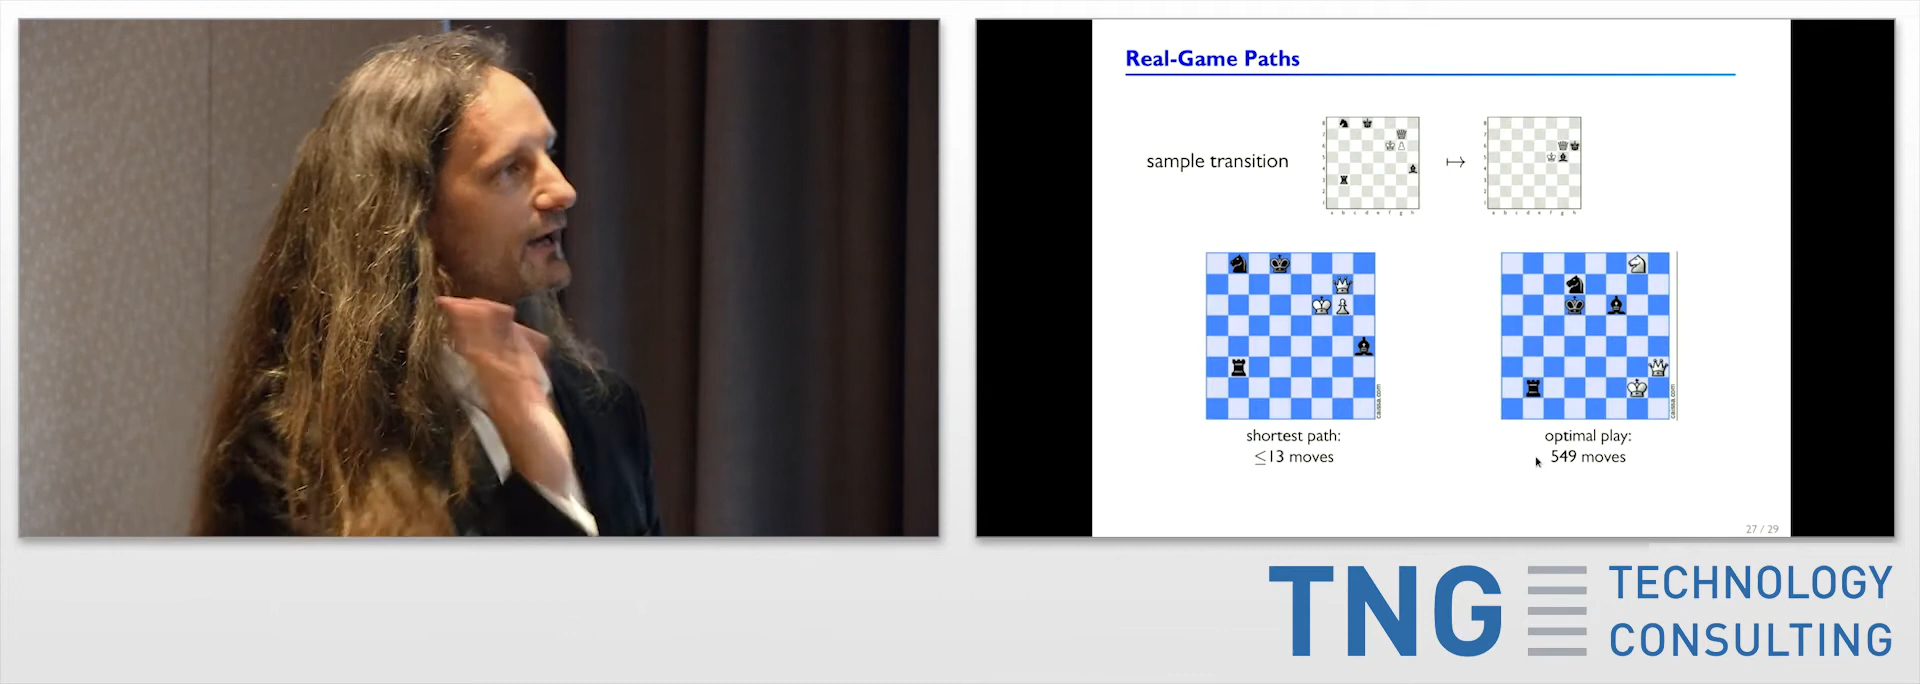 Real-Game Paths
sample transition
shortest path:
≤13 moves
optimal play:
549 moves
27 / 29
TNG TECHNOLOGY
CONSULTING